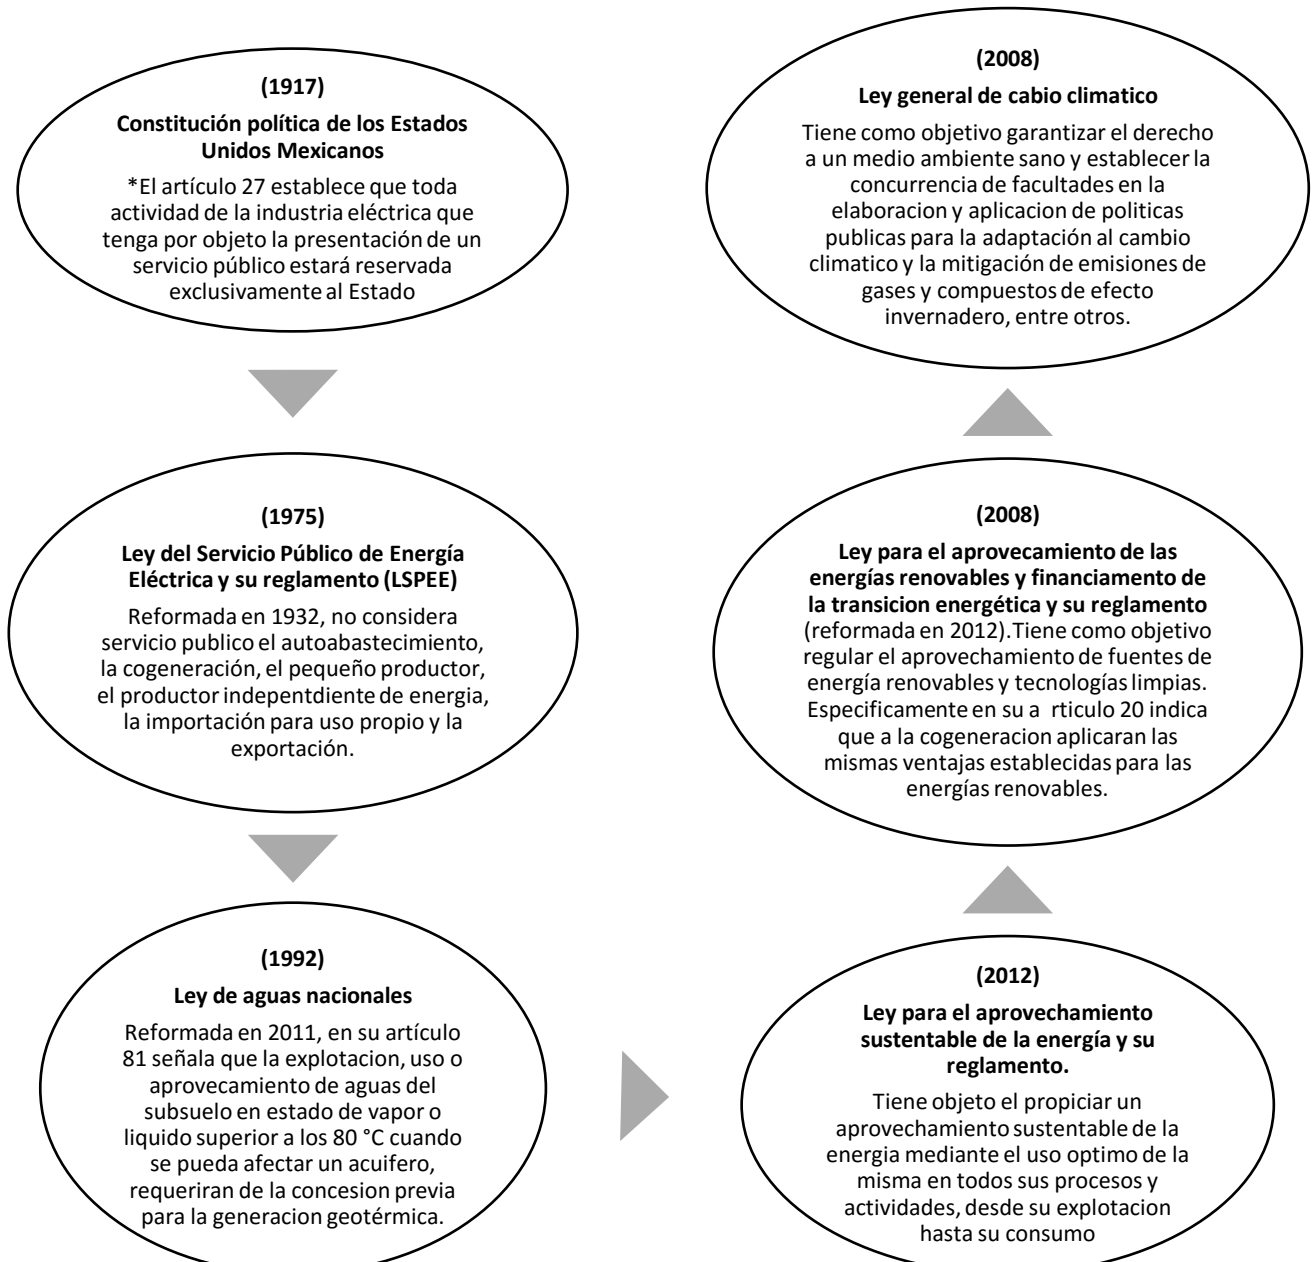 (1917)
Constitución política de los Estados
Unidos Mexicanos
*El artículo 27 establece que toda
actividad de la industria eléctrica que
tenga por objeto la presentación de un
servicio público estará reservada
exclusivamente al Estado
(1975)
Ley del Servicio Público de Energía
Eléctrica y su reglamento (LSPEE)
Reformada en 1932, no considera
servicio publico el autoabastecimiento,
la cogeneración, el pequeño productor,
el productor indepentdiente de energia,
la importación para uso propio y la
exportación.
(1992)
Ley de aguas nacionales
Reformada en 2011, en su artículo
81 señala que la explotacion, uso o
aprovecamiento de aguas del
subsuelo en estado de vapor o
liquido superior a los 80 °C cuando
se pueda afectar un acuifero,
requeriran de la concesion previa
para la generacion geotérmica.
(2012)
Ley para el aprovechamiento
sustentable de la energía y su
reglamento.
Tiene objeto el propiciar un
aprovechamiento sustentable de la
energia mediante el uso optimo de la
misma en todos sus procesos y
actividades, desde su explotacion
hasta su consumo
(2008)
Ley para el aprovecamiento de las
energías renovables y financiamento de
la transicion energética y su reglamento
(reformada en 2012).Tiene como objetivo
regular el aprovechamiento de fuentes de
energía renovables y tecnologías limpias.
Especificamente en su a rticulo 20 indica
que a la cogeneracion aplicaran las
mismas ventajas establecidas para las
energías renovables.
(2008)
Ley general de cabio climatico
Tiene como objetivo garantizar el derecho
a un medio ambiente sano y establecer la
concurrencia de facultades en la
elaboracion y aplicacion de politicas
publicas para la adaptación al cambio
climatico y la mitigación de emisiones de
gases y compuestos de efecto
invernadero, entre otros.